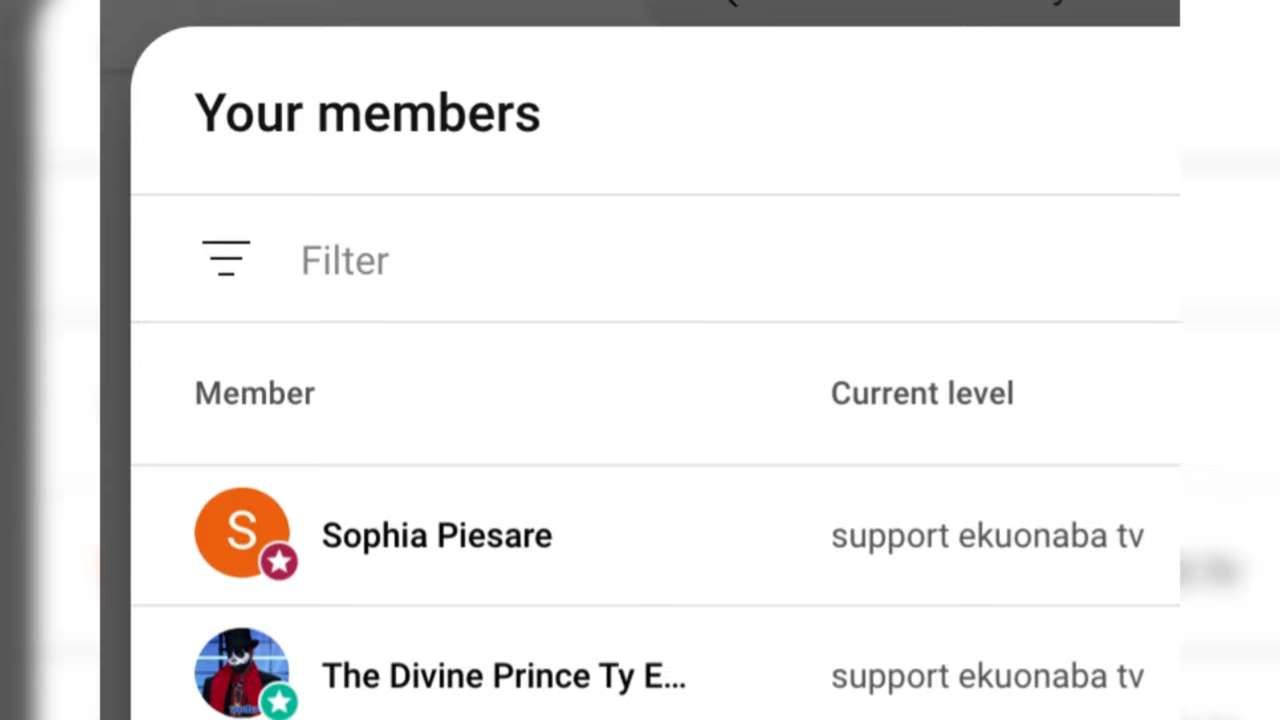 Your members
Filter
Member Current level
S Sophia Piesare support ekuonaba tv
The Divine Prince Ty E... support ekuonaba tv